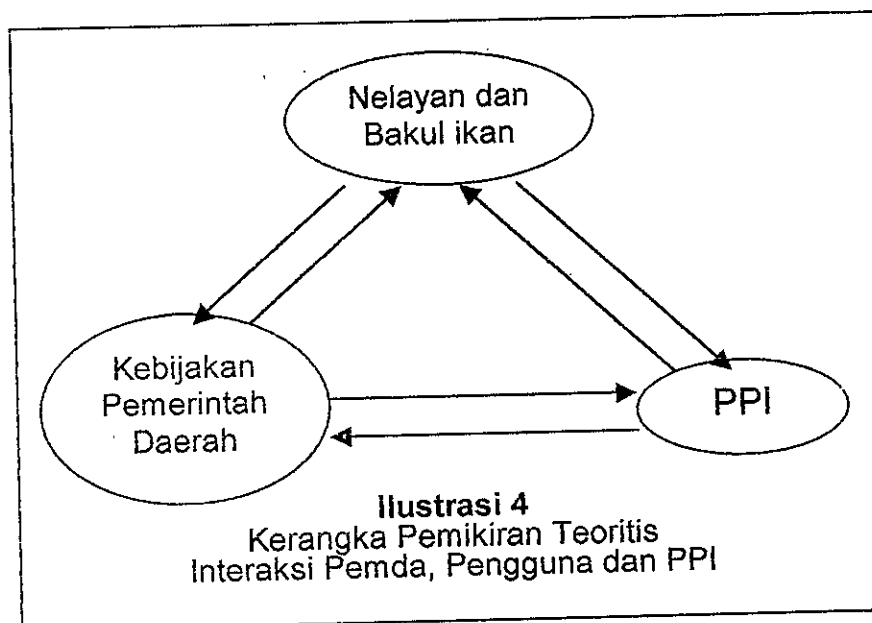 Nelayan dan
Bakul ikan
Kebijakan
Pemerintah
Daerah
PPI
Ilustrasi 4
Kerangka Pemikiran Teoritis
Interaksi Pemda, Pengguna dan PPI